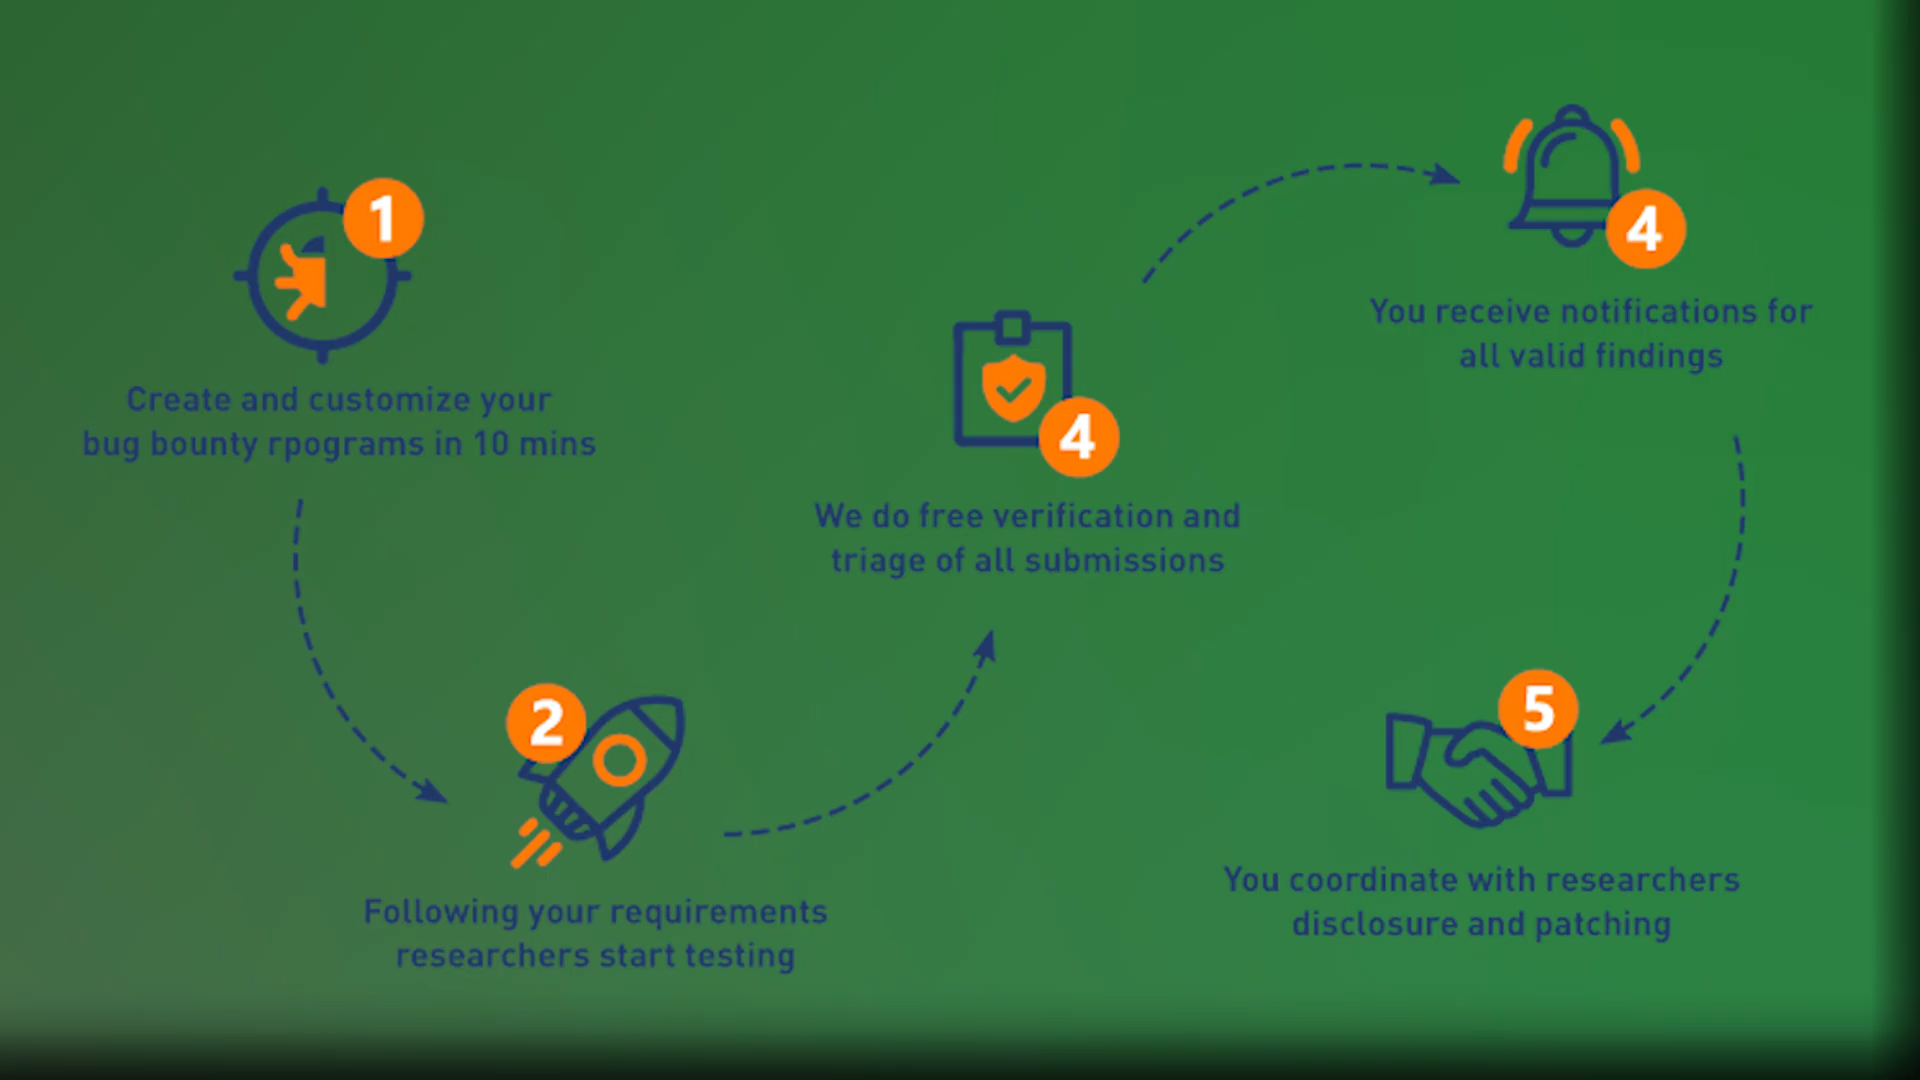 1
Create and customize your
bug bounty rpograms in 10 mins
2
Following your requirements
researchers start testing
4
We do free verification and
triage of all submissions
4
You receive notifications for
all valid findings
5
You coordinate with researchers
disclosure and patching